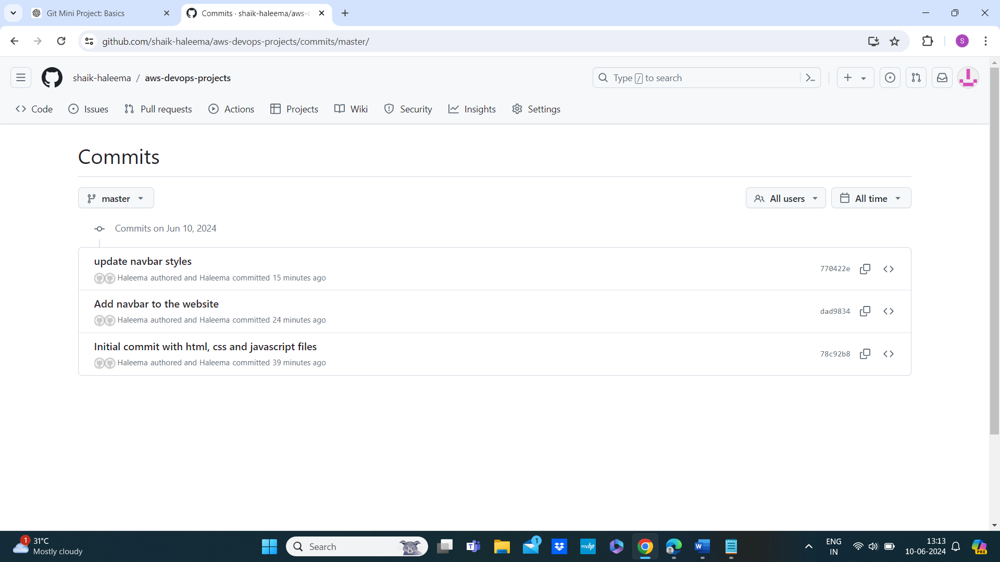 Git Mini Project: Basics
Commits · shaik-haleema/aws-d
github.com/shaik-haleema/aws-devops-projects/commits/master/
S
shaik-haleema / aws-devops-projects
Type / to search
Code
Issues
Pull requests
Actions
Projects
Wiki
Security
Insights
Settings
Commits
master
All users
All time
Commits on Jun 10, 2024
update navbar styles
Haleema authored and Haleema committed 15 minutes ago
770422e
Add navbar to the website
Haleema authored and Haleema committed 24 minutes ago
dad9834
Initial commit with html, css and javascript files
Haleema authored and Haleema committed 39 minutes ago
78c92b8
1
31°C
Mostly cloudy
Search
T
1
myhp
W
ENG
IN
13:13
10-06-2024
PRE